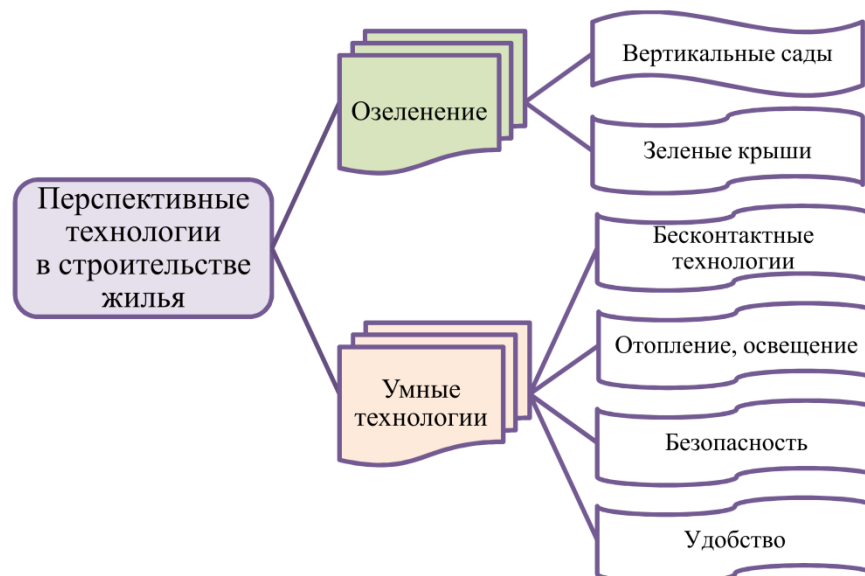 Перспективные
технологии
в строительстве
жилья
Озеленение
Вертикальные сады
Зеленые крыши
Умные
технологии
Бесконтактные
технологии
Отопление, освещение
Безопасность
Удобство